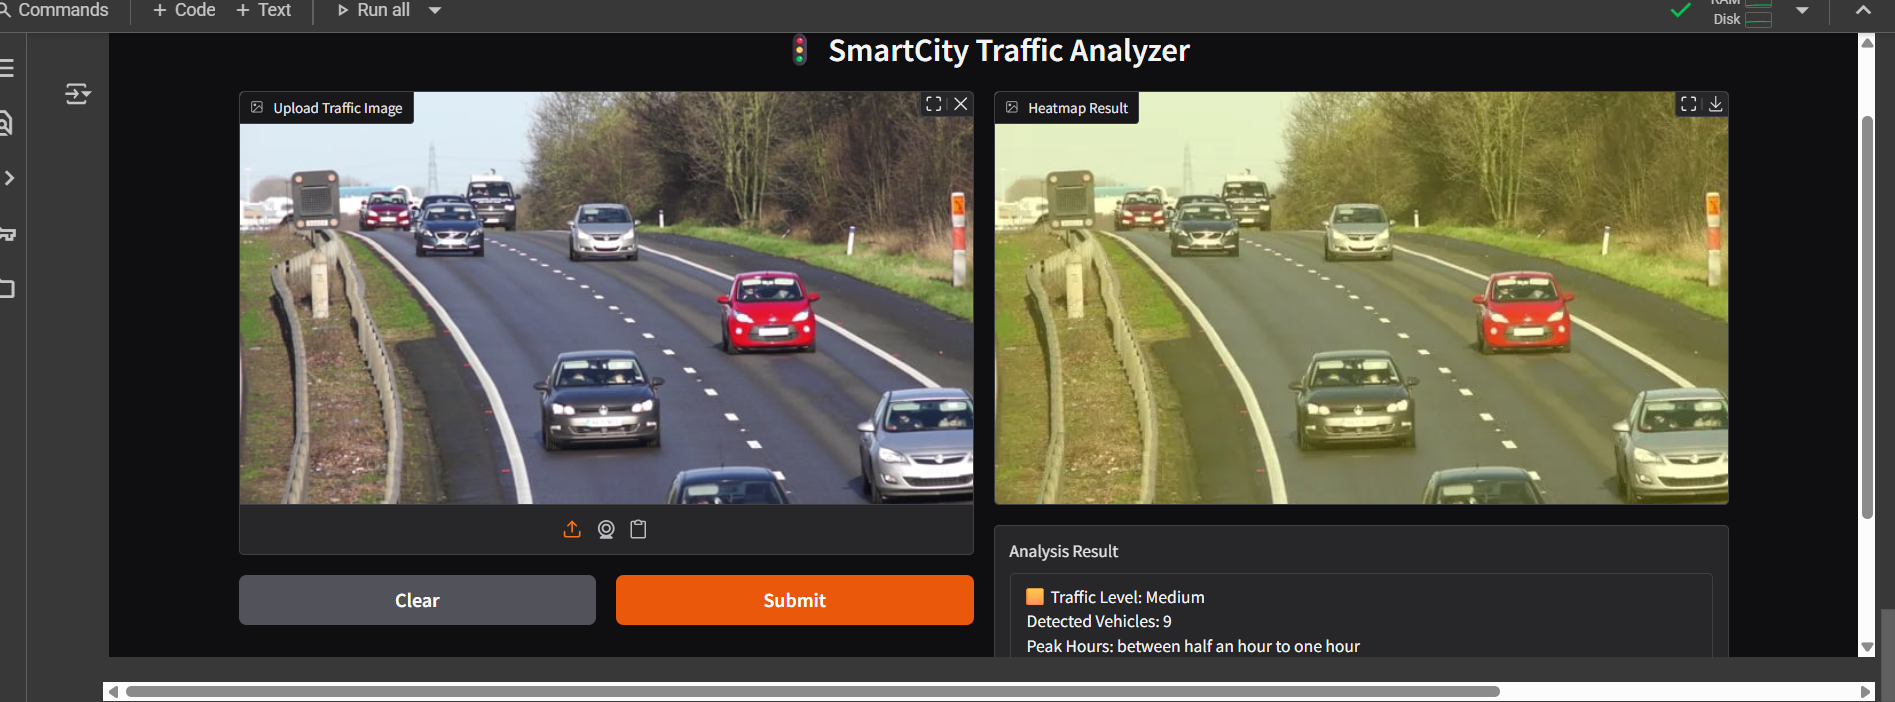 Commands
+ Code
+ Text
Run all
RAM
Disk
SmartCity Traffic Analyzer
Upload Traffic Image
Heatmap Result
Clear
Submit
Analysis Result
Traffic Level: Medium
Detected Vehicles: 9
Peak Hours: between half an hour to one hour